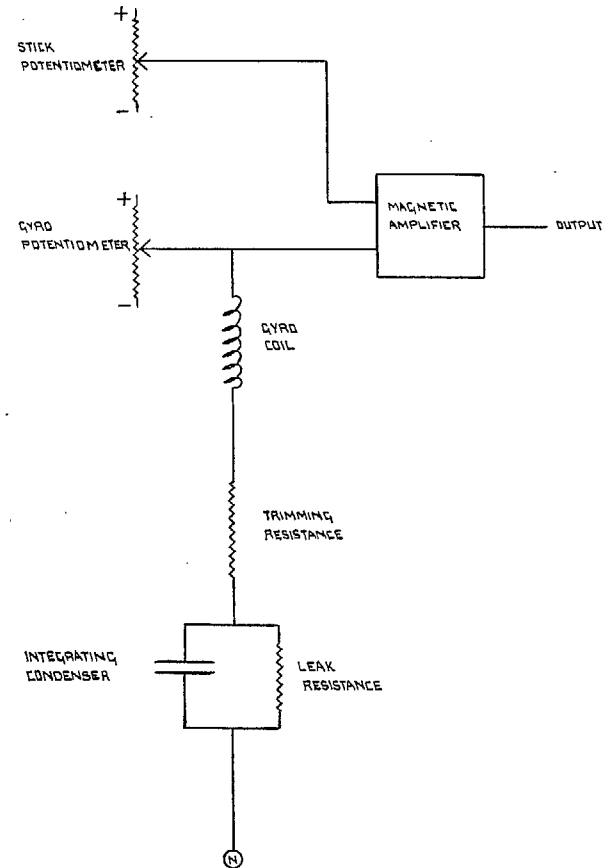 STICK
POTENTIOMETER
+
-
GYRO
POTENTIOMETER
+
-
MAGNETIC
AMPLIFIER
OUTPUT
GYRO
COIL
TRIMMING
RESISTANCE
INTEGRATING
CONDENSER
LEAK
RESISTANCE
N